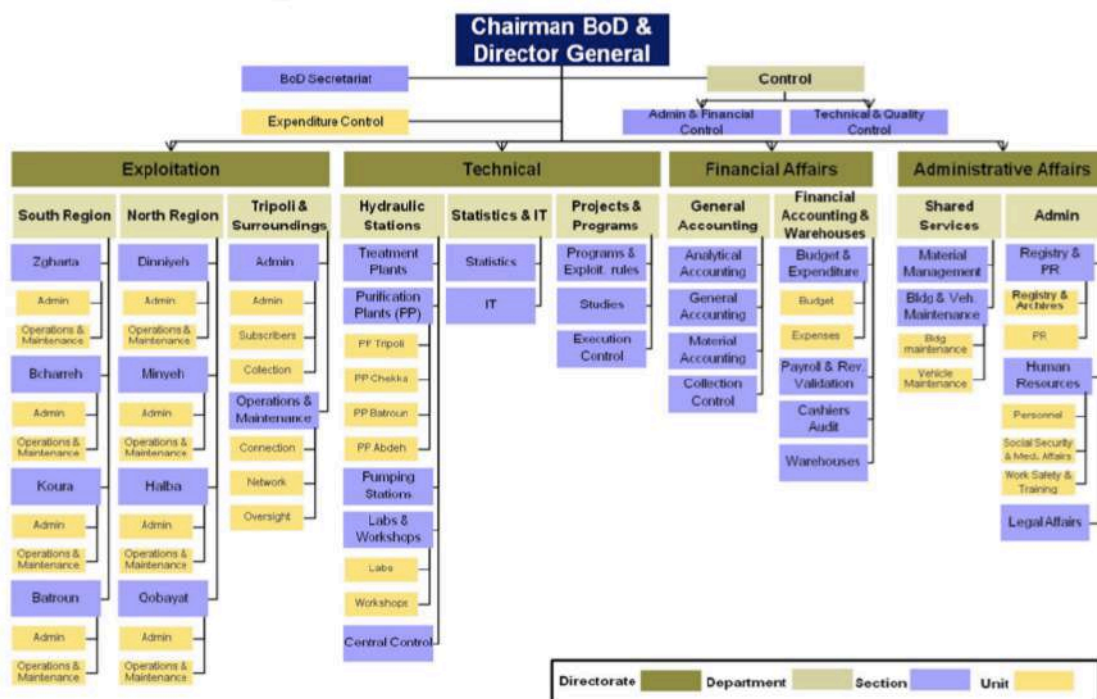 Chairman BoD &
Director General
BoD Secretariat
Control
Expenditure Control
Admin & Financial
Control
Technical & Quality
Control
Exploitation
Technical
Financial Affairs
Administrative Affairs
South Region
North Region
Tripoli &
Surroundings
Hydraulic
Stations
Statistics & IT
Projects &
Programs
General
Accounting
Financial
Accounting &
Warehouses
Shared
Services
Admin
Zgharta
Admin
Operations &
Maintenance
Bcharreh
Admin
Operations &
Maintenance
Koura
Admin
Operations &
Maintenance
Batroun
Admin
Operations &
Maintenance
Dinniyeh
Admin
Operations &
Maintenance
Minyeh
Admin
Operations &
Maintenance
Halba
Admin
Operations &
Maintenance
Qobayat
Admin
Operations &
Maintenance
Admin
Admin
Subscribers
Collection
Operations &
Maintenance
Connection
Network
Oversight
Treatment
Plants
Purification
Plants (PP)
PP Tripoli
PP Chekka
PP Batroun
PP Abdeh
Pumping
Stations
Labs &
Workshops
Labs
Workshops
Central Control
Statistics
IT
Programs &
Exploit. rules
Studies
Execution
Control
Analytical
Accounting
General
Accounting
Material
Accounting
Collection
Control
Budget &
Expenditure
Budget
Expenses
Payroll & Rev.
Validation
Cashiers
Audit
Warehouses
Material
Management
Bldg & Veh.
Maintenance
Bldg
maintenance
Vehicle
Maintenance
Registry &
PR
Registry &
Archives
PR
Human
Resources
Personnel
Social Security
& Med. Affairs
Work Safety &
Training
Legal Affairs
Directorate
Department
Section
Unit